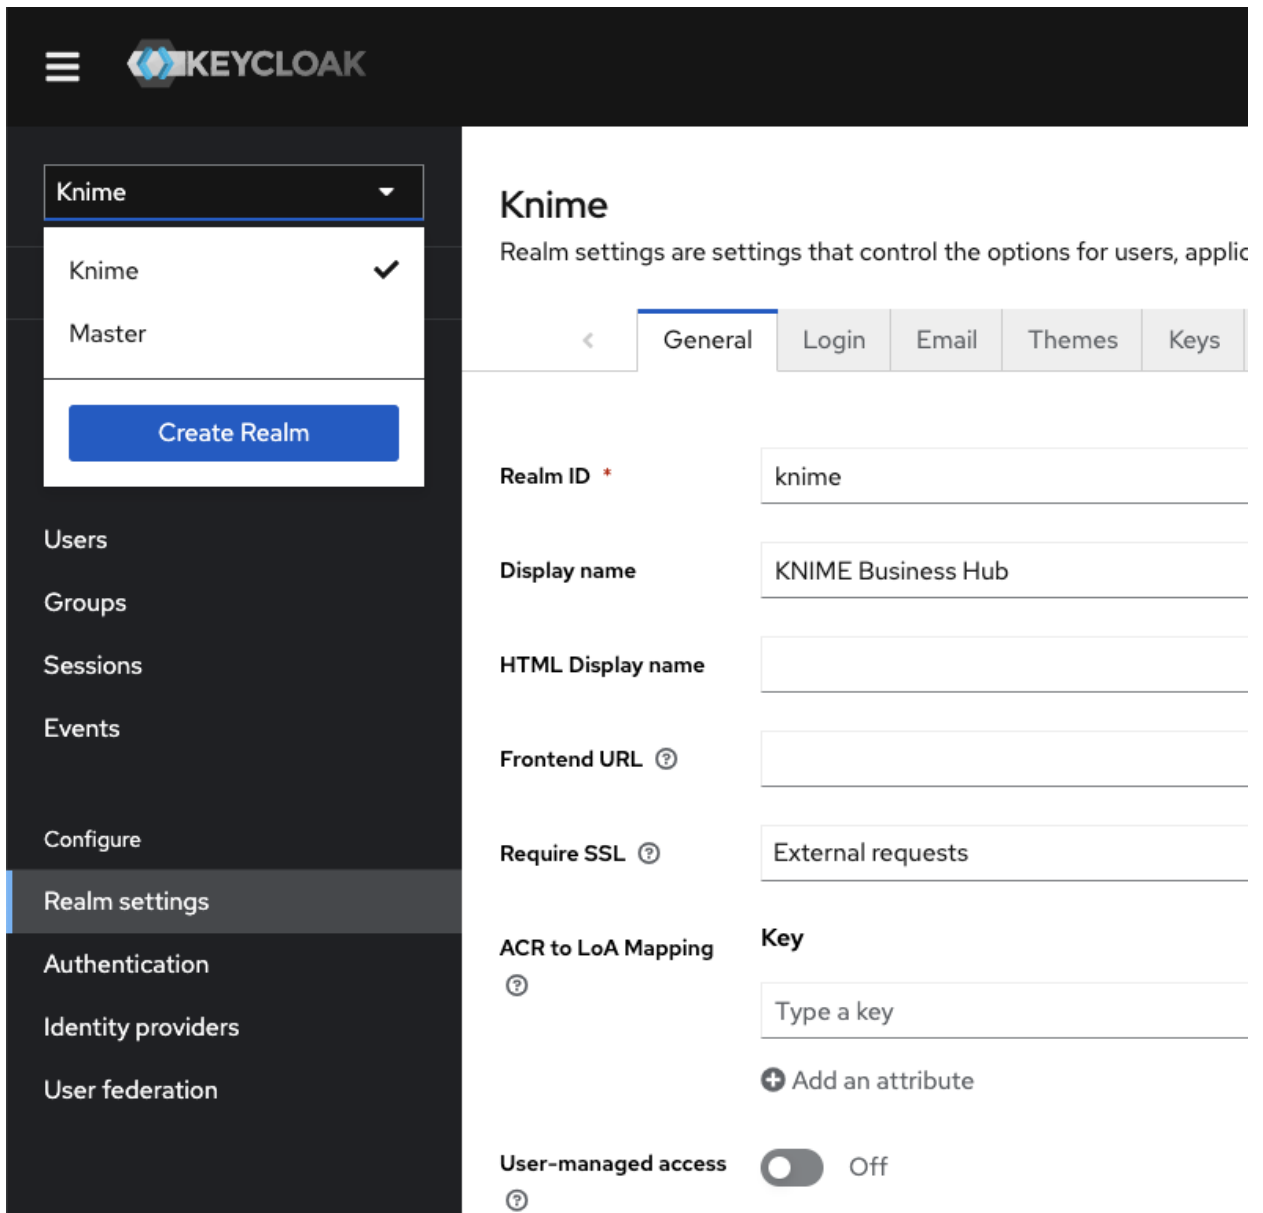 KEYCLOAK
Knime
Knime
Master
Create Realm
Users
Groups
Sessions
Events
Configure
Realm settings
Authentication
Identity providers
User federation
Knime
Realm settings are settings that control the options for users, applic
General Login Email Themes Keys
Realm ID * knime
Display name KNIME Business Hub
HTML Display name
Frontend URL ?
Require SSL ? External requests
ACR to LoA Mapping Key
?
Type a key
Add an attribute
User-managed access Off
?